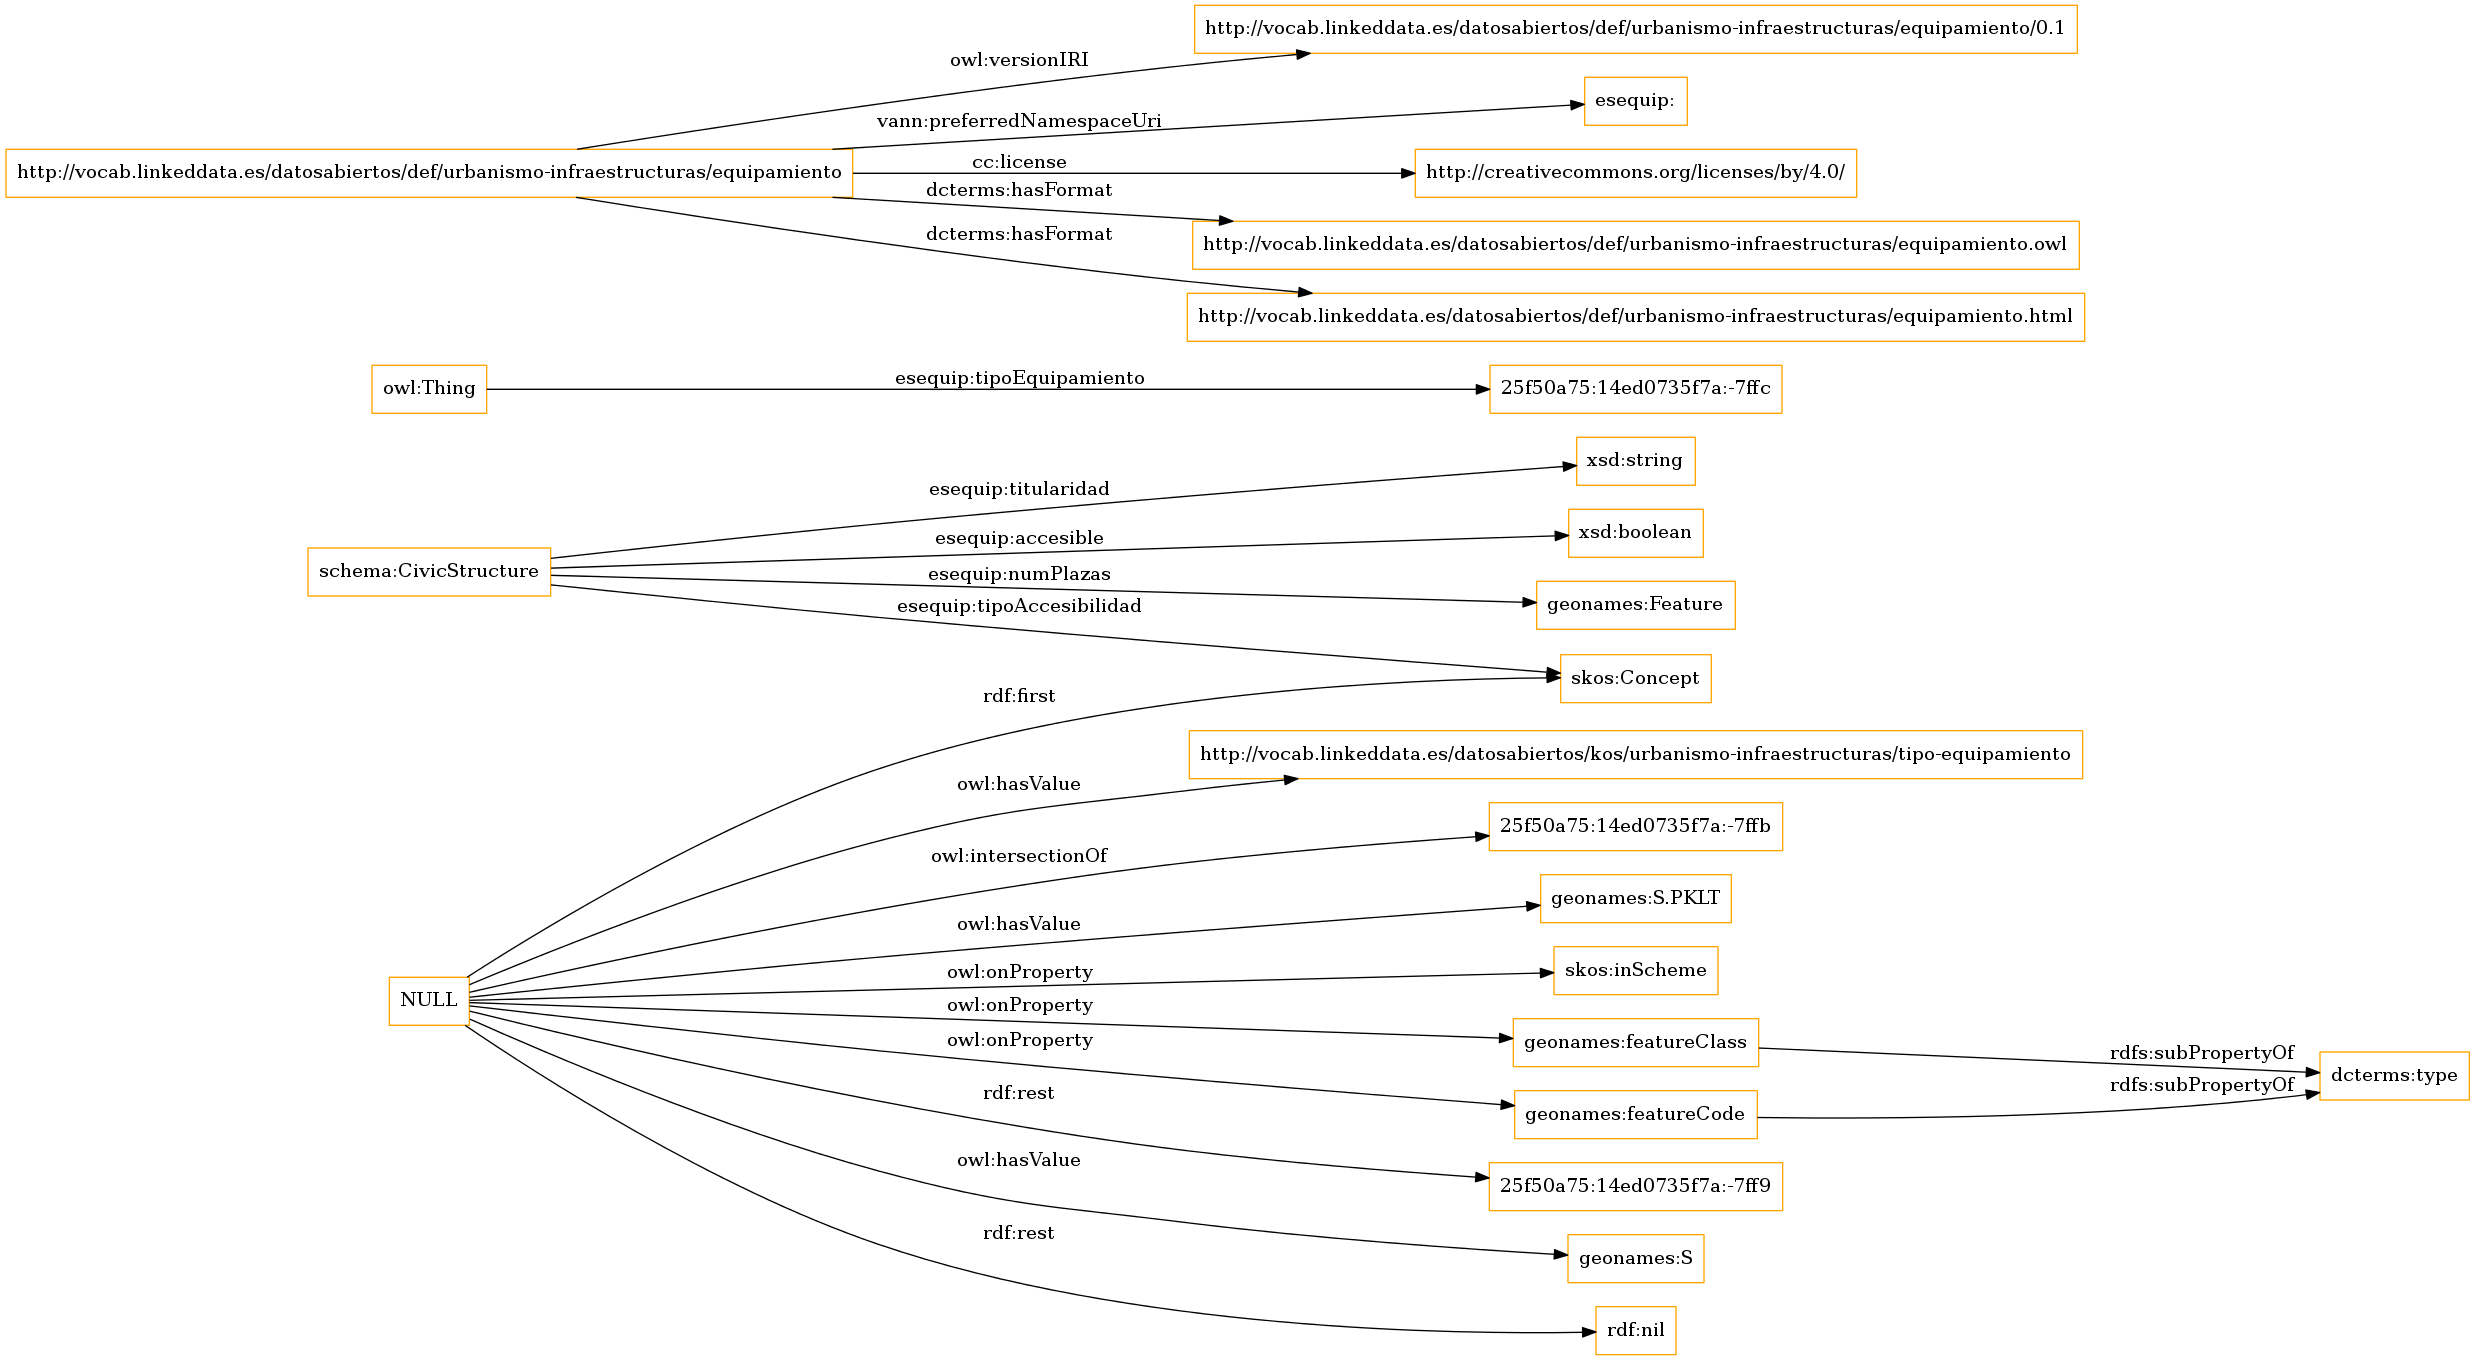 http://vocab.linkeddata.es/datosabiertos/def/urbanismo-infraestructuras/equipamiento/0.1
owl:versionIRI
esequip:
vann:preferredNamespaceUri
http://vocab.linkeddata.es/datosabiertos/def/urbanismo-infraestructuras/equipamiento
cc:license
http://creativecommons.org/licenses/by/4.0/
dcterms:hasFormat
http://vocab.linkeddata.es/datosabiertos/def/urbanismo-infraestructuras/equipamiento.owl
dcterms:hasFormat
http://vocab.linkeddata.es/datosabiertos/def/urbanismo-infraestructuras/equipamiento.html
owl:Thing
esequip:tipoEquipamiento
25f50a75:14ed0735f7a:-7ffc
xsd:string
esequip:titularidad
xsd:boolean
esequip:accesible
schema:CivicStructure
esequip:numPlazas
geonames:Feature
esequip:tipoAccesibilidad
skos:Concept
rdf:first
http://vocab.linkeddata.es/datosabiertos/kos/urbanismo-infraestructuras/tipo-equipamiento
owl:hasValue
25f50a75:14ed0735f7a:-7ffb
owl:intersectionOf
geonames:S.PKLT
owl:hasValue
skos:inScheme
owl:onProperty
NULL
owl:onProperty
geonames:featureClass
rdfs:subPropertyOf
dcterms:type
owl:onProperty
geonames:featureCode
rdfs:subPropertyOf
rdf:rest
25f50a75:14ed0735f7a:-7ff9
owl:hasValue
geonames:S
rdf:rest
rdf:nil